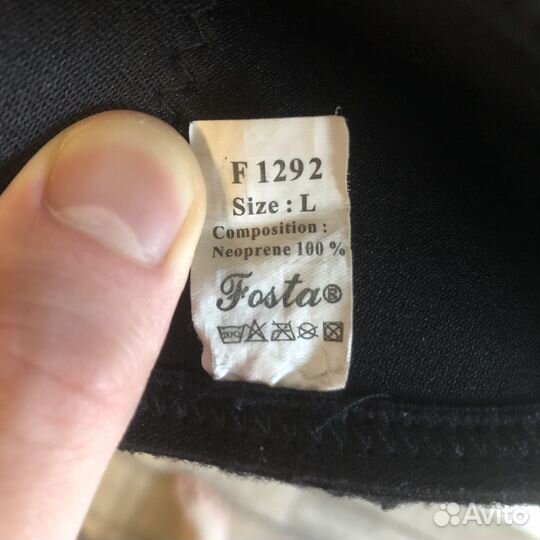 F 1292
Size : L
Composition :
Neoprene 100 %
Fosta®
Avito